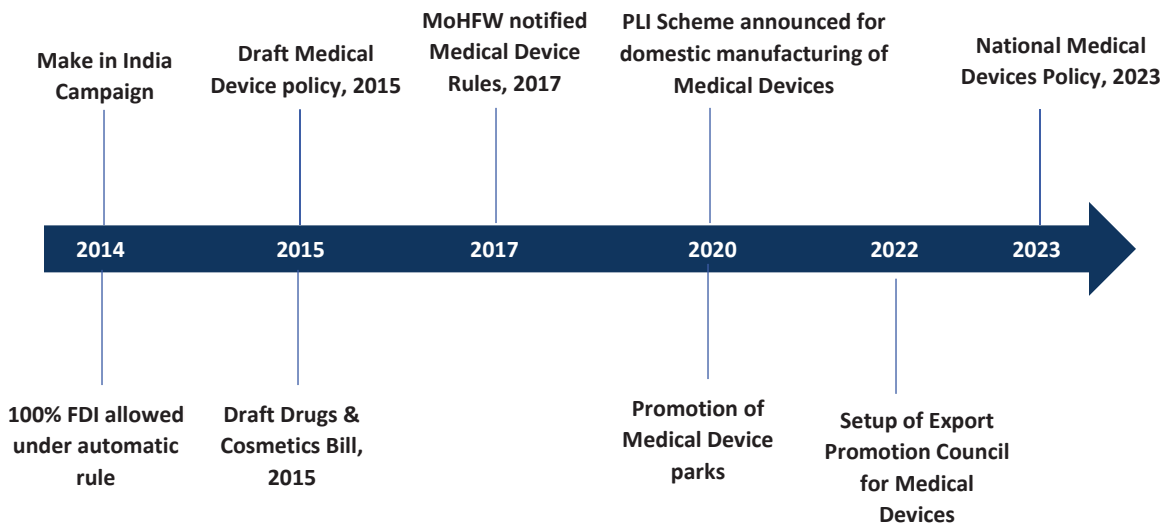 Make in India
Campaign
Draft Medical
Device policy, 2015
MoHFW notified
Medical Device
Rules, 2017
PLI Scheme announced for
domestic manufacturing of
Medical Devices
National Medical
Devices Policy, 2023
2014
2015
2017
2020
2022
2023
100% FDI allowed
under automatic
rule
Draft Drugs &
Cosmetics Bill,
2015
Promotion of
Medical Device
parks
Setup of Export
Promotion Council
for Medical
Devices